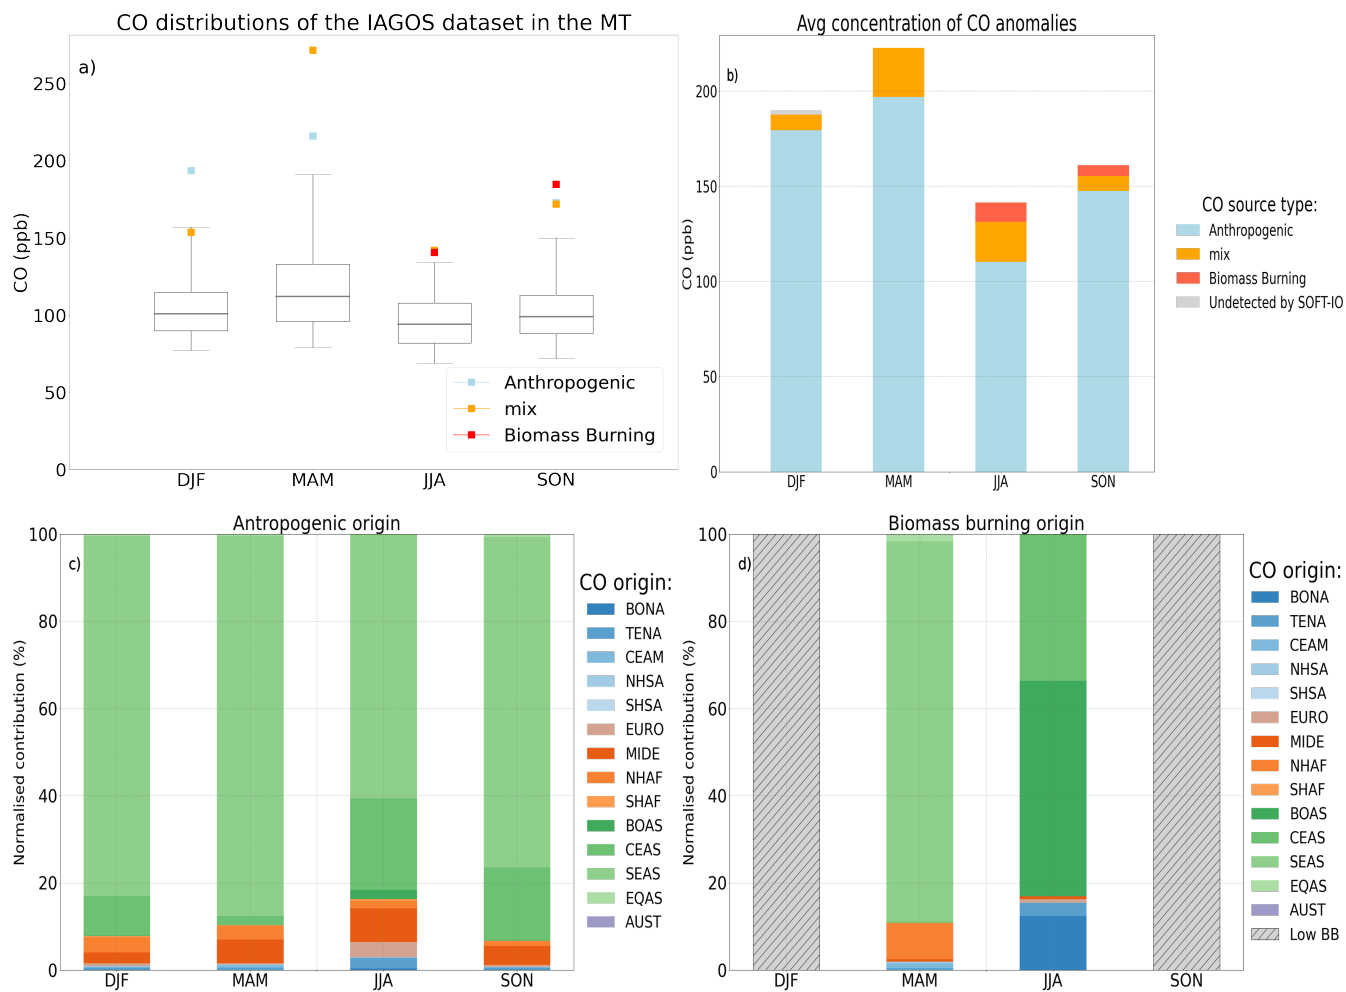 CO distributions of the IAGOS dataset in the MT
a)
CO (ppb)
250
200
150
100
50
0
DJF MAM JJA SON
Anthropogenic
mix
Biomass Burning
Avg concentration of CO anomalies
b)
CO (ppb)
200
150
100
50
0
DJF MAM JJA SON
CO source type:
Anthropogenic
mix
Biomass Burning
Undetected by SOFT-IO
Antropogenic origin
c)
Normalised contribution (%)
100
80
60
40
20
0
DJF MAM JJA SON
CO origin:
BONA
TENA
CEAM
NHSA
SHSA
EURO
MIDE
NHAF
SHAF
BOAS
CEAS
SEAS
EQAS
AUST
Biomass burning origin
d)
Normalised contribution (%)
100
80
60
40
20
0
DJF MAM JJA SON
CO origin:
BONA
TENA
CEAM
NHSA
SHSA
EURO
MIDE
NHAF
SHAF
BOAS
CEAS
SEAS
EQAS
AUST
Low BB